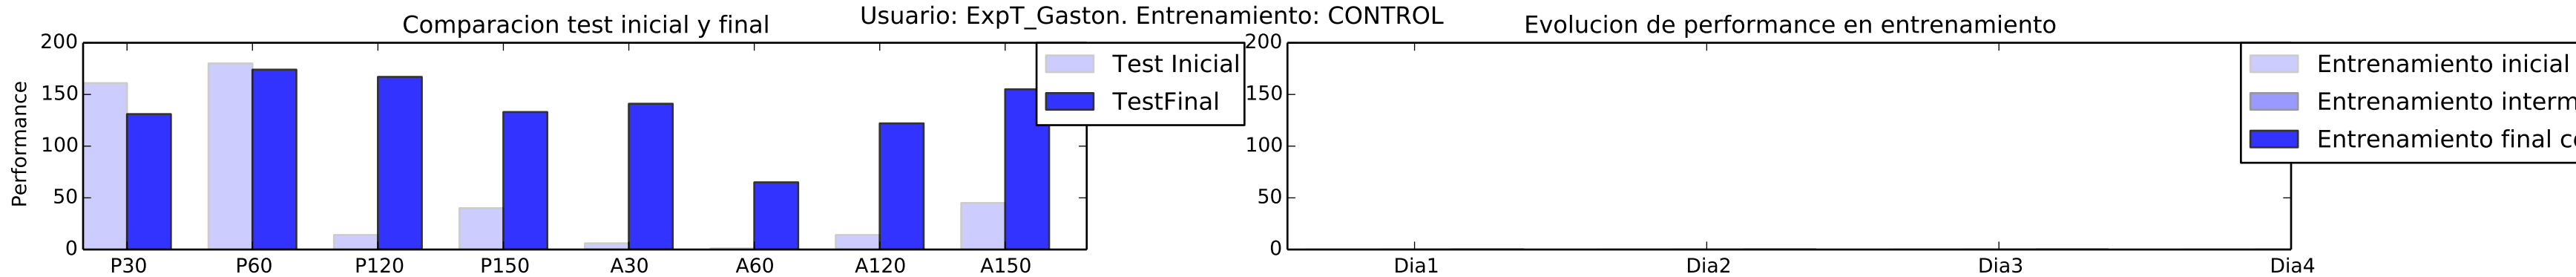 Usuario: ExpT_Gaston. Entrenamiento: CONTROL
Comparacion test inicial y final
200
150
100
50
0
Performance
P30 P60 P120 P150 A30 A60 A120 A150
Test Inicial
TestFinal
Evolucion de performance en entrenamiento
200
150
100
50
0
Dia1 Dia2 Dia3 Dia4
Entrenamiento inicial
Entrenamiento
Entrenamiento final